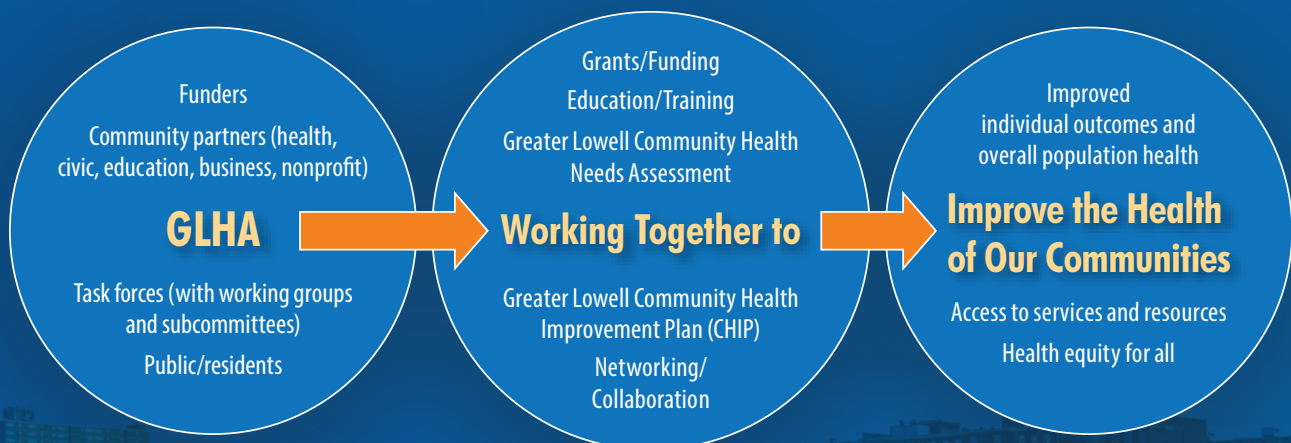 Funders
Community partners (health,
civic, education, business, nonprofit)
GLHA
Task forces (with working groups
and subcommittees)
Public/residents
Grants/Funding
Education/Training
Greater Lowell Community Health
Needs Assessment
Working Together to
Greater Lowell Community Health
Improvement Plan (CHIP)
Networking/
Collaboration
Improved
individual outcomes and
overall population health
Improve the Health
of Our Communities
Access to services and resources
Health equity for all